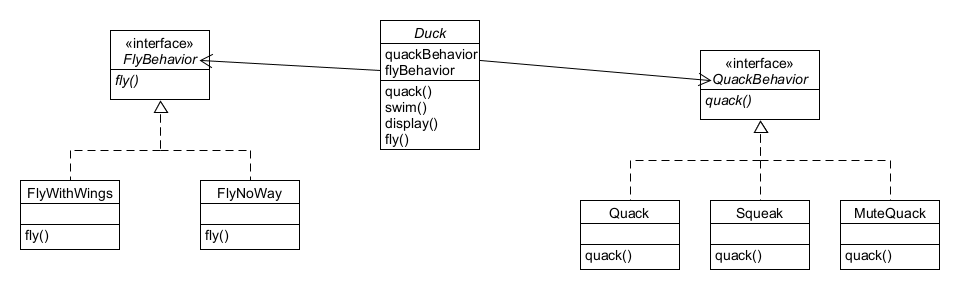 «interface»
FlyBehavior
fly()
Duck
quackBehavior
flyBehavior
quack()
swim()
display()
fly()
«interface»
QuackBehavior
quack()
FlyWithWings
fly()
FlyNoWay
fly()
Quack
quack()
Squeak
quack()
MuteQuack
quack()